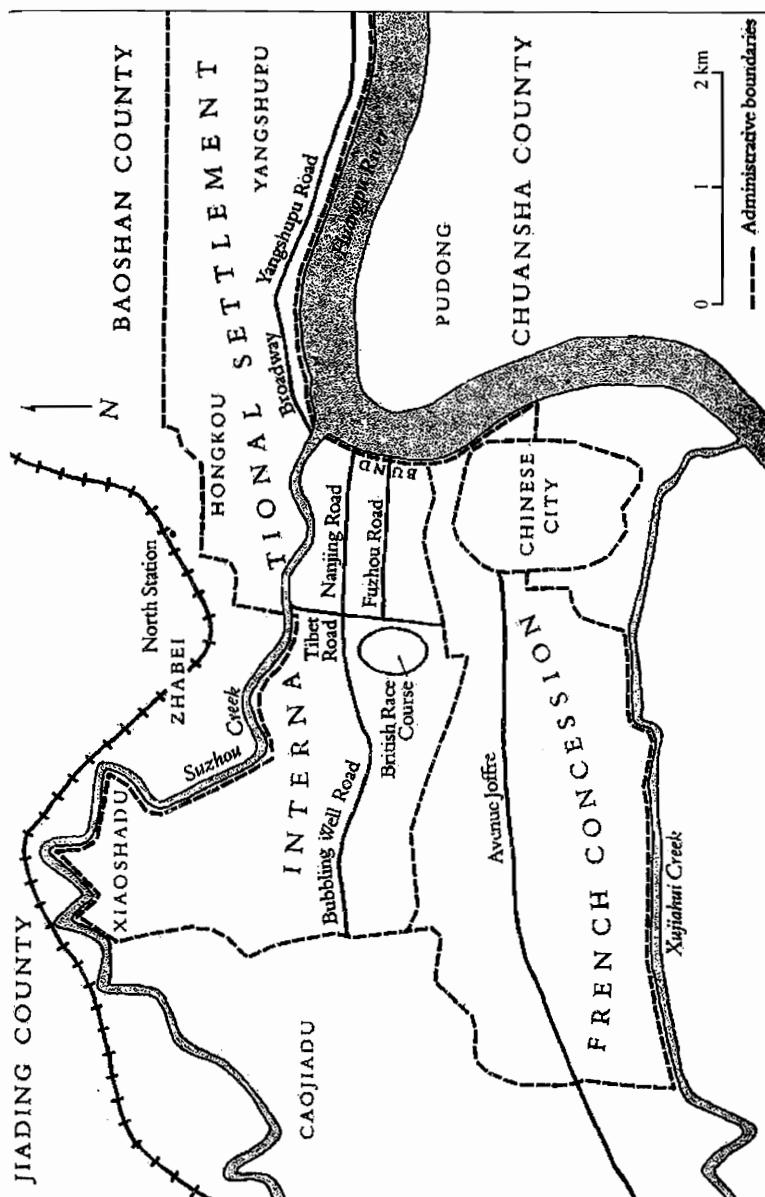 JIADING COUNTY
BAOSHAN COUNTY
N
North Station
ZHABEI
XIAOSHADU
Suzhou Creek
CAOJIADU
HONGKOU
YANGSHUPU
INTERNA
TIONAL SETTLEMENT
Broadway
Yangshupu Road
Huangpu River
Bubbling Well Road
Tibet
Road
Nanjing Road
Fuzhou Road
BUND
British Race
Course
PUDONG
CHUANSHA COUNTY
Avenue Joffre
CHINESE
CITY
FRENCH CONCESSION
Xujiahui Creek
0 1 2 km
Administrative boundaries